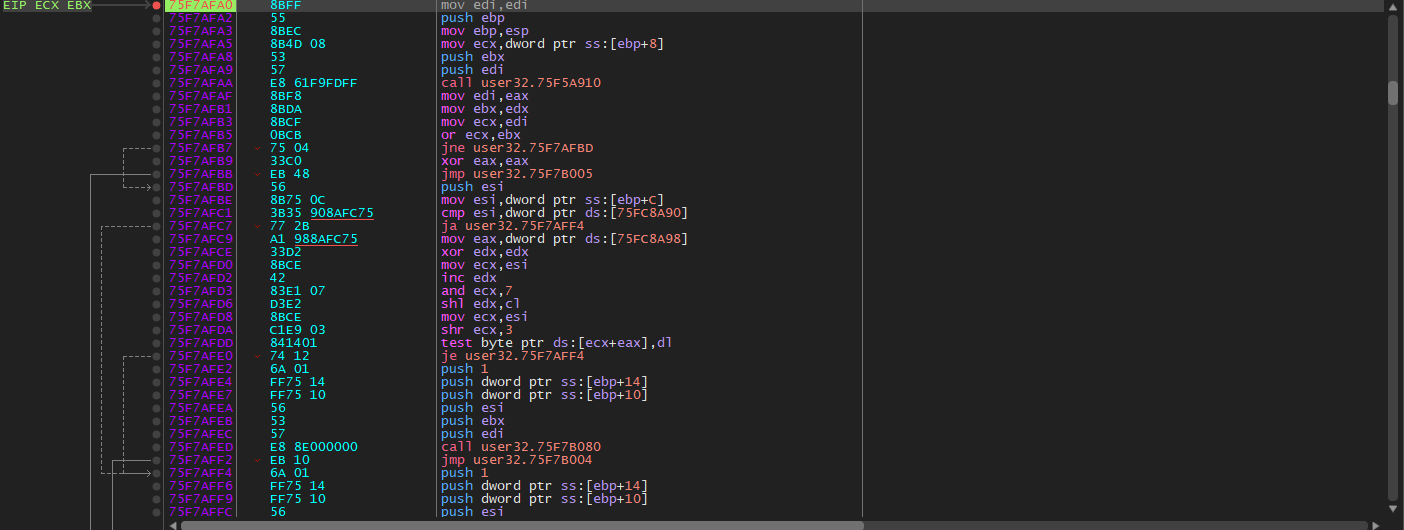 EIP ECX EBX 75F7AFA0 8BFF mov edi,edi
75F7AFA2 55 push ebp
75F7AFA3 8BEC mov ebp,esp
75F7AFA5 8B4D 08 mov ecx,dword ptr ss:[ebp+8]
75F7AFA8 53 push ebx
75F7AFA9 57 push edi
75F7AFAA E8 61F9FDFF call user32.75F5A910
75F7AFAF 8BF8 mov edi,eax
75F7AFB1 8BDA mov ebx,edx
75F7AFB3 8BCF mov ecx,edi
75F7AFB5 0BCB or ecx,ebx
75F7AFB7 75 04 jne user32.75F7AFBD
75F7AFB9 33C0 xor eax,eax
75F7AFBB EB 48 jmp user32.75F7B005
75F7AFBD 56 push esi
75F7AFBE 8B75 0C mov esi,dword ptr ss:[ebp+C]
75F7AFC1 3B35 908AFC75 cmp esi,dword ptr ds:[75FC8A90]
75F7AFC7 77 2B ja user32.75F7AFF4
75F7AFC9 A1 988AFC75 mov eax,dword ptr ds:[75FC8A98]
75F7AFCE 33D2 xor edx,edx
75F7AFD0 8BCE mov ecx,esi
75F7AFD2 42 inc edx
75F7AFD3 83E1 07 and ecx,7
75F7AFD6 D3E2 shl edx,cl
75F7AFD8 8BCE mov ecx,esi
75F7AFDA C1E9 03 shr ecx,3
75F7AFDD 841401 test byte ptr ds:[ecx+eax],dl
75F7AFE0 74 12 je user32.75F7AFF4
75F7AFE2 6A 01 push 1
75F7AFE4 FF75 14 push dword ptr ss:[ebp+14]
75F7AFE7 FF75 10 push dword ptr ss:[ebp+10]
75F7AFEA 56 push esi
75F7AFEB 53 push ebx
75F7AFEC 57 push edi
75F7AFED E8 8E000000 call user32.75F7B080
75F7AFF2 EB 10 jmp user32.75F7B004
75F7AFF4 6A 01 push 1
75F7AFF6 FF75 14 push dword ptr ss:[ebp+14]
75F7AFF9 FF75 10 push dword ptr ss:[ebp+10]
75F7AFFC 56 push esi